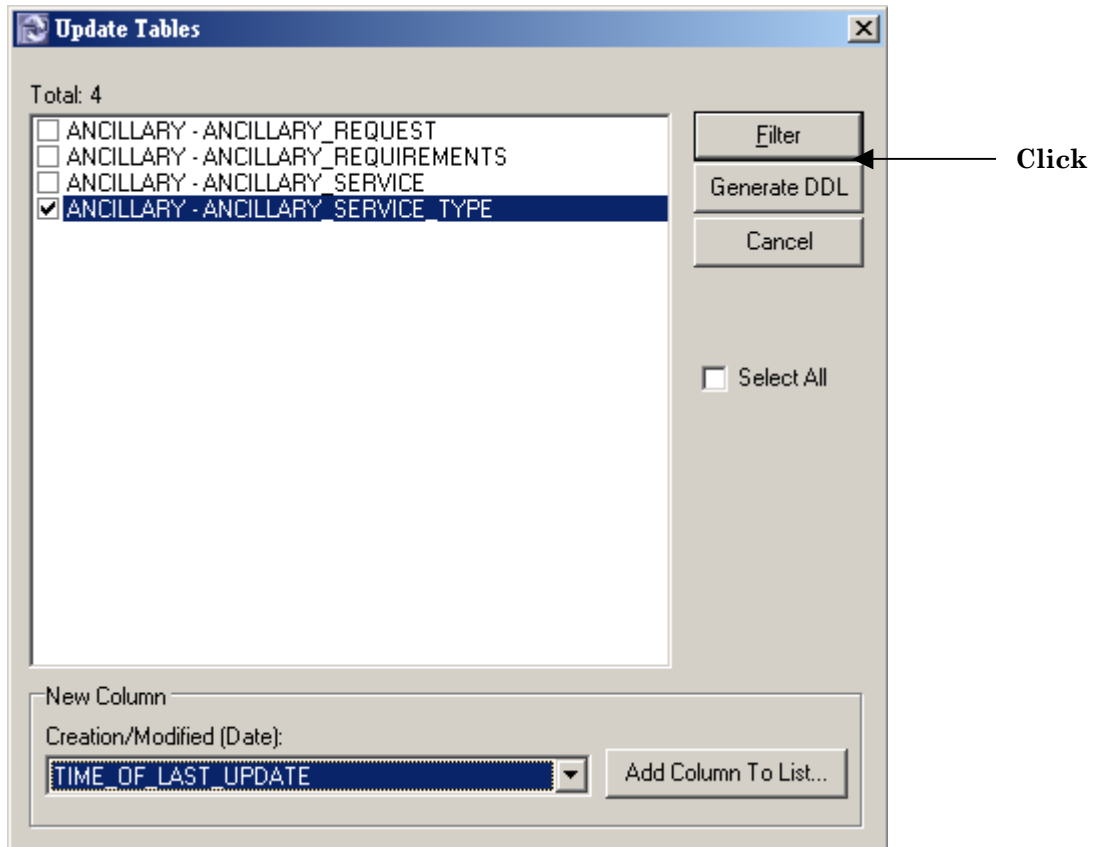 Update Tables
Total: 4
ANCILLARY - ANCILLARY_REQUEST
ANCILLARY - ANCILLARY_REQUIREMENTS
ANCILLARY - ANCILLARY_SERVICE
ANCILLARY - ANCILLARY_SERVICE_TYPE
Filter
Click
Generate DDL
Cancel
Select All
New Column
Creation/Modified (Date):
TIME_OF_LAST_UPDATE
Add Column To List...